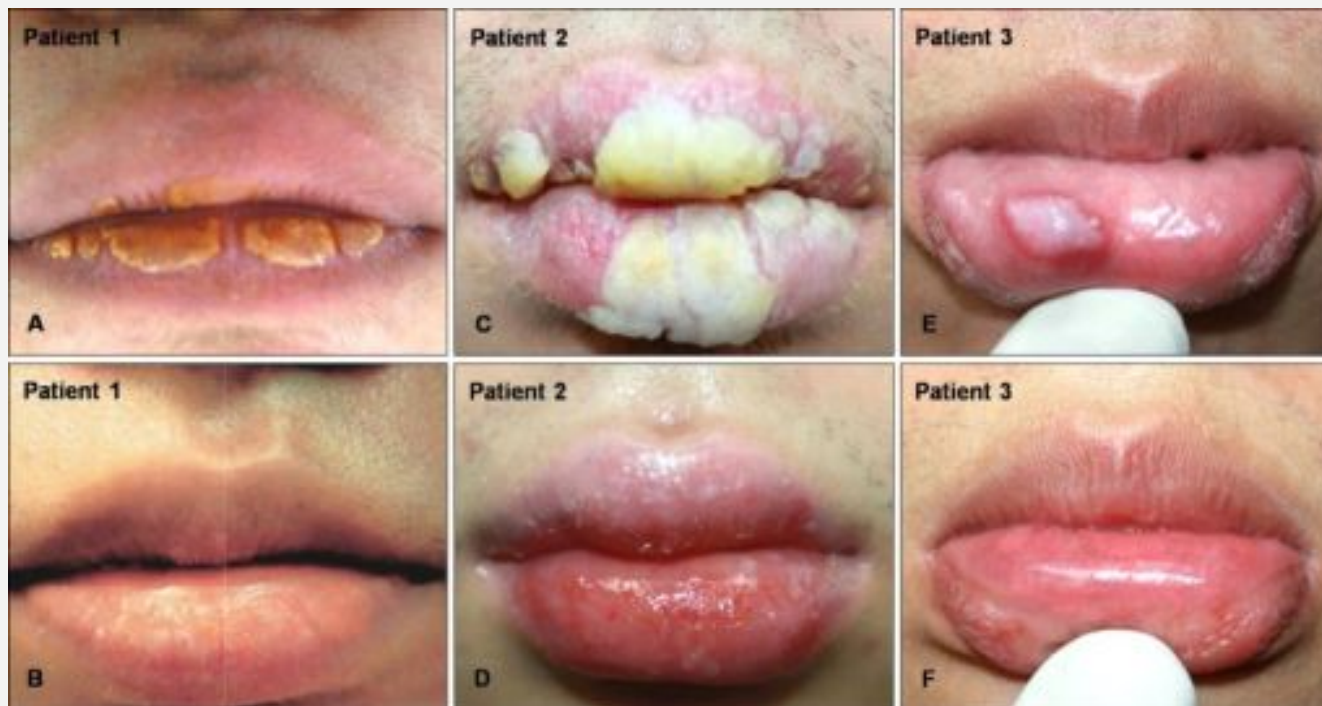 Patient 1
Patient 2
Patient 3
A
C
E
Patient 1
Patient 2
Patient 3
B
D
F